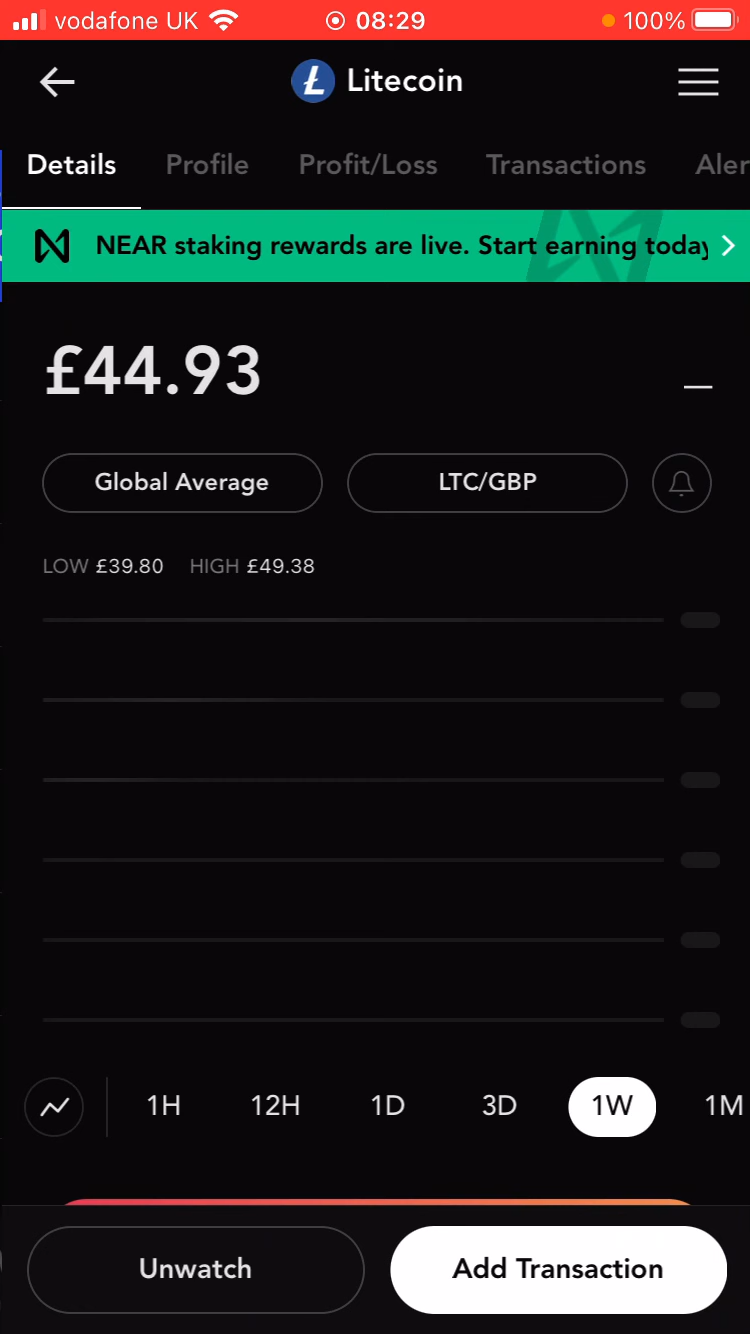 vodafone UK 08:29 100%
Litecoin
Details Profile Profit/Loss Transactions Aler
NEAR staking rewards are live. Start earning today
£44.93
Global Average LTC/GBP
LOW £39.80 HIGH £49.38
1H 12H 1D 3D 1W 1M
Unwatch Add Transaction